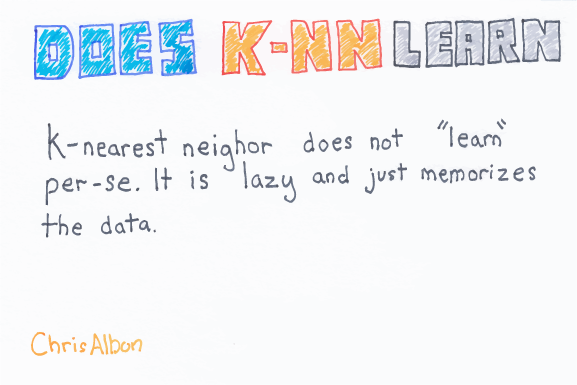 DOES K-NN LEARN
K-nearest neighor does not "learn"
per-se. It is lazy and just memorizes
the data.
Chris Albon